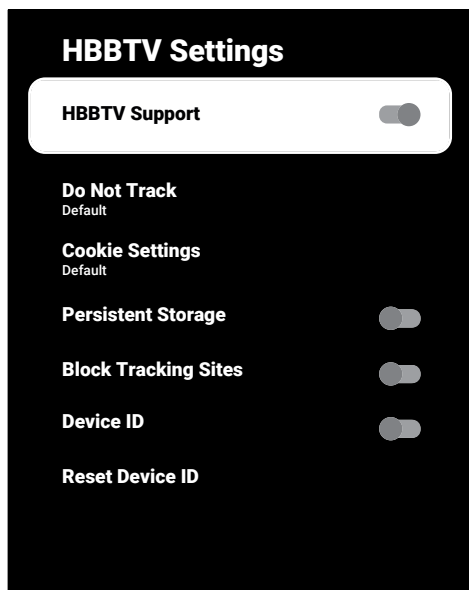 HBBTV Settings
HBBTV Support
Do Not Track
Default
Cookie Settings
Default
Persistent Storage
Block Tracking Sites
Device ID
Reset Device ID